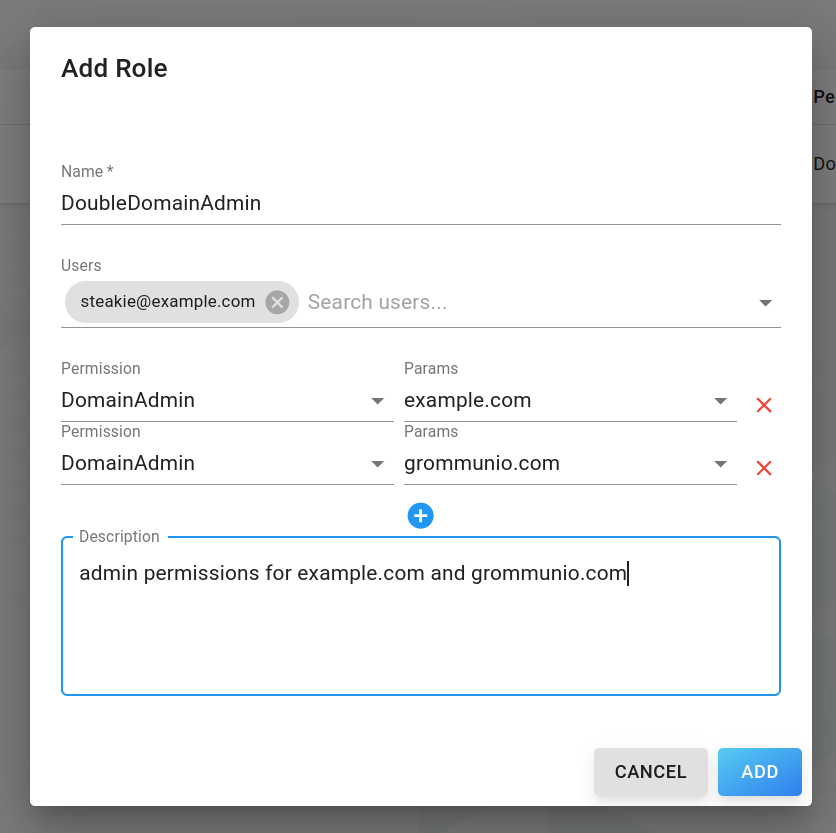 Add Role
Pe
Name *
DoubleDomainAdmin
Do
Users
steakie@example.com Search users...
Permission Params
DomainAdmin example.com
Permission Params
DomainAdmin grommunio.com
Description
admin permissions for example.com and grommunio.com
CANCEL ADD